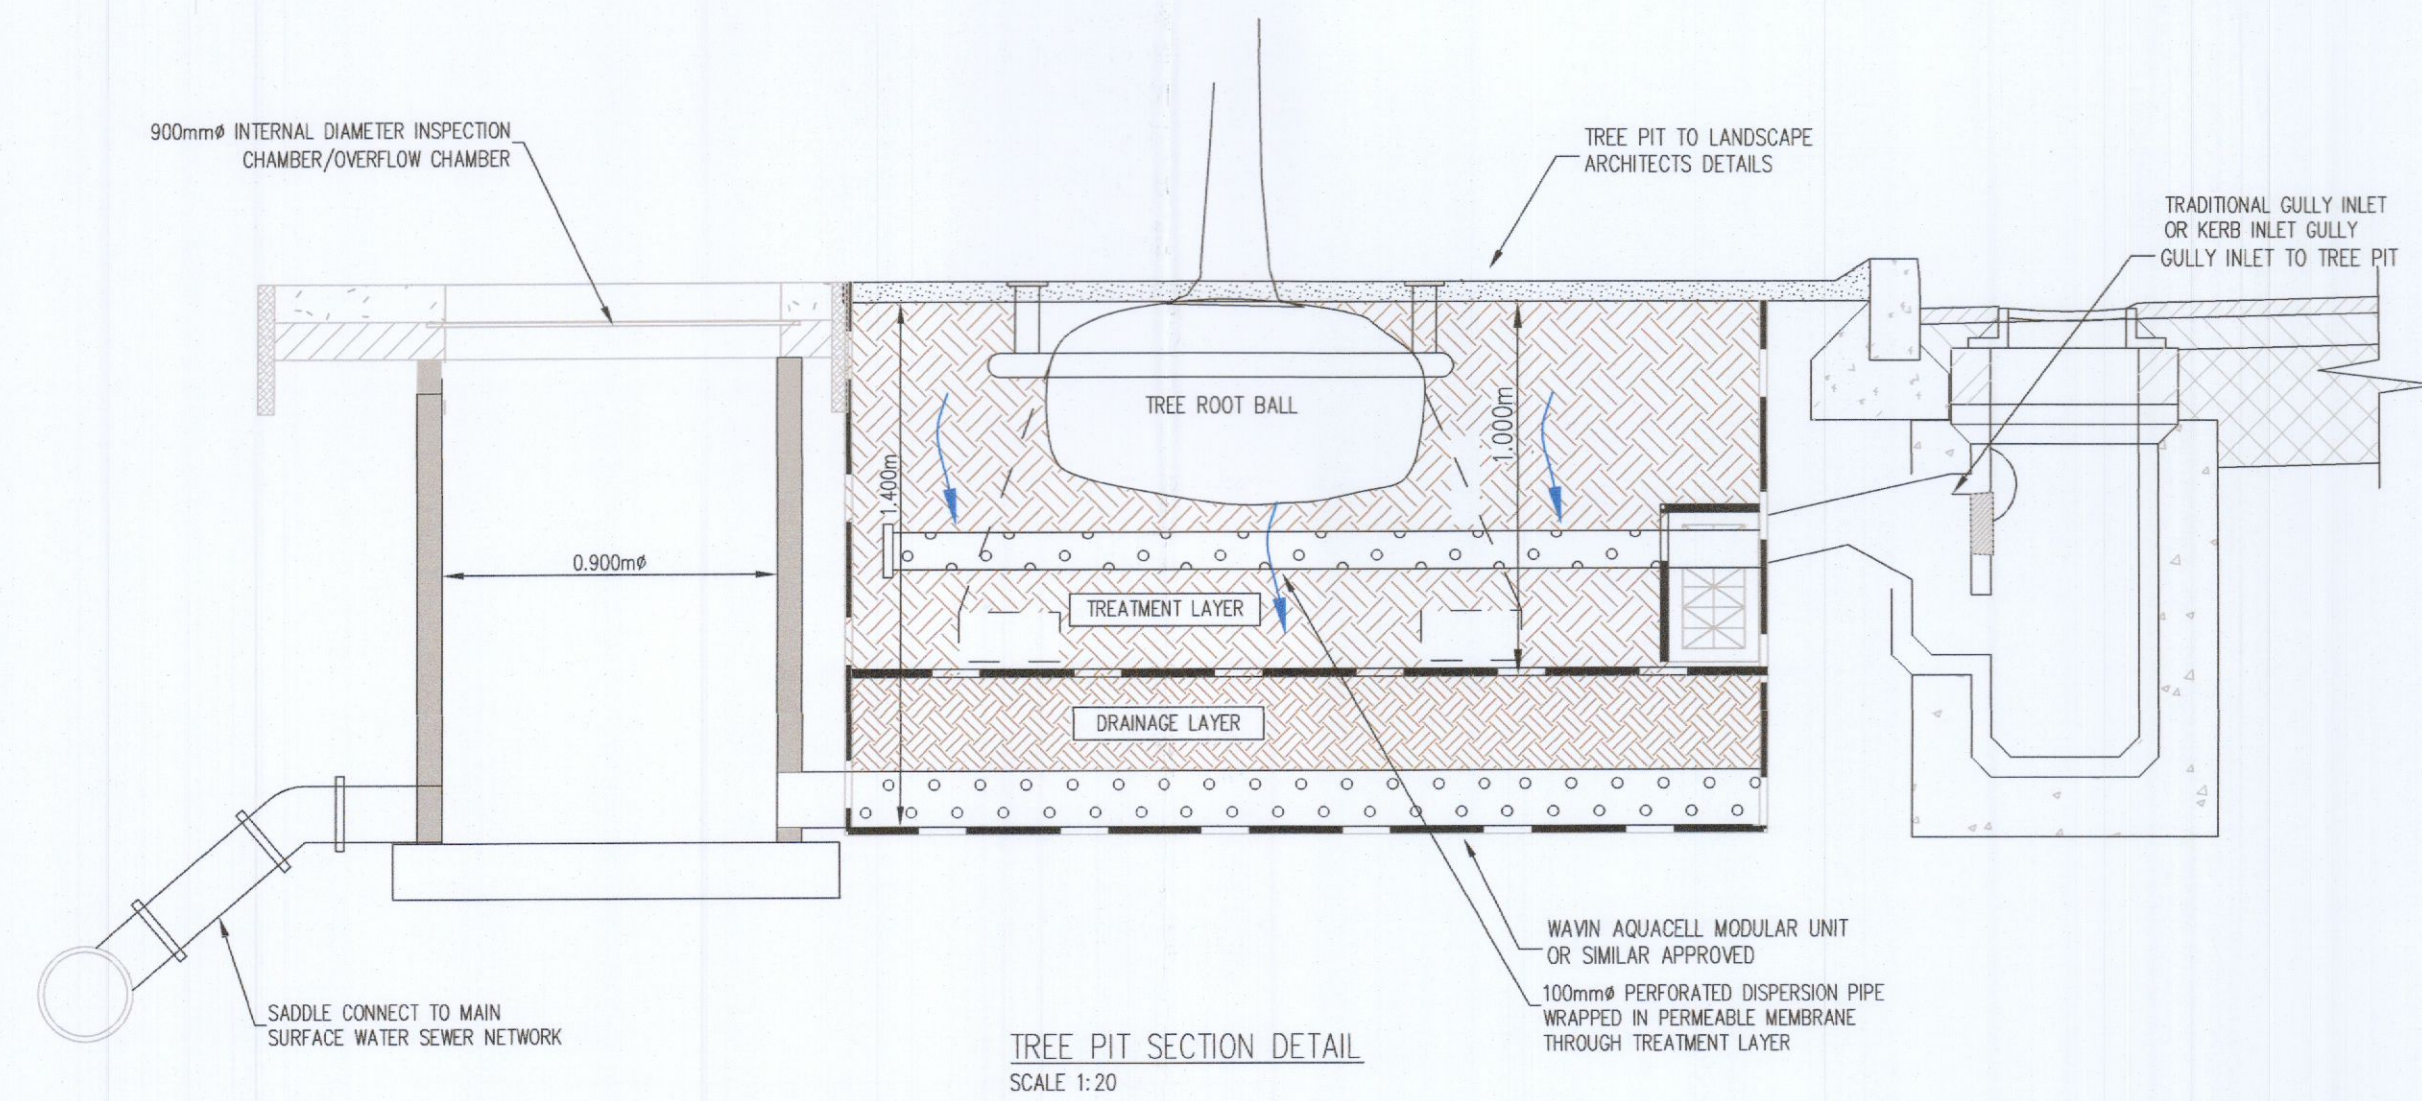 900mmø INTERNAL DIAMETER INSPECTION
CHAMBER/OVERFLOW CHAMBER
TREE PIT TO LANDSCAPE
ARCHITECTS DETAILS
TRADITIONAL GULLY INLET
OR KERB INLET GULLY
GULLY INLET TO TREE PIT
TREE ROOT BALL
1.000m
1.400m
0.900mø
TREATMENT LAYER
DRAINAGE LAYER
WAVIN AQUACELL MODULAR UNIT
OR SIMILAR APPROVED
100mmø PERFORATED DISPERSION PIPE
WRAPPED IN PERMEABLE MEMBRANE
THROUGH TREATMENT LAYER
SADDLE CONNECT TO MAIN
SURFACE WATER SEWER NETWORK
TREE PIT SECTION DETAIL
SCALE 1:20